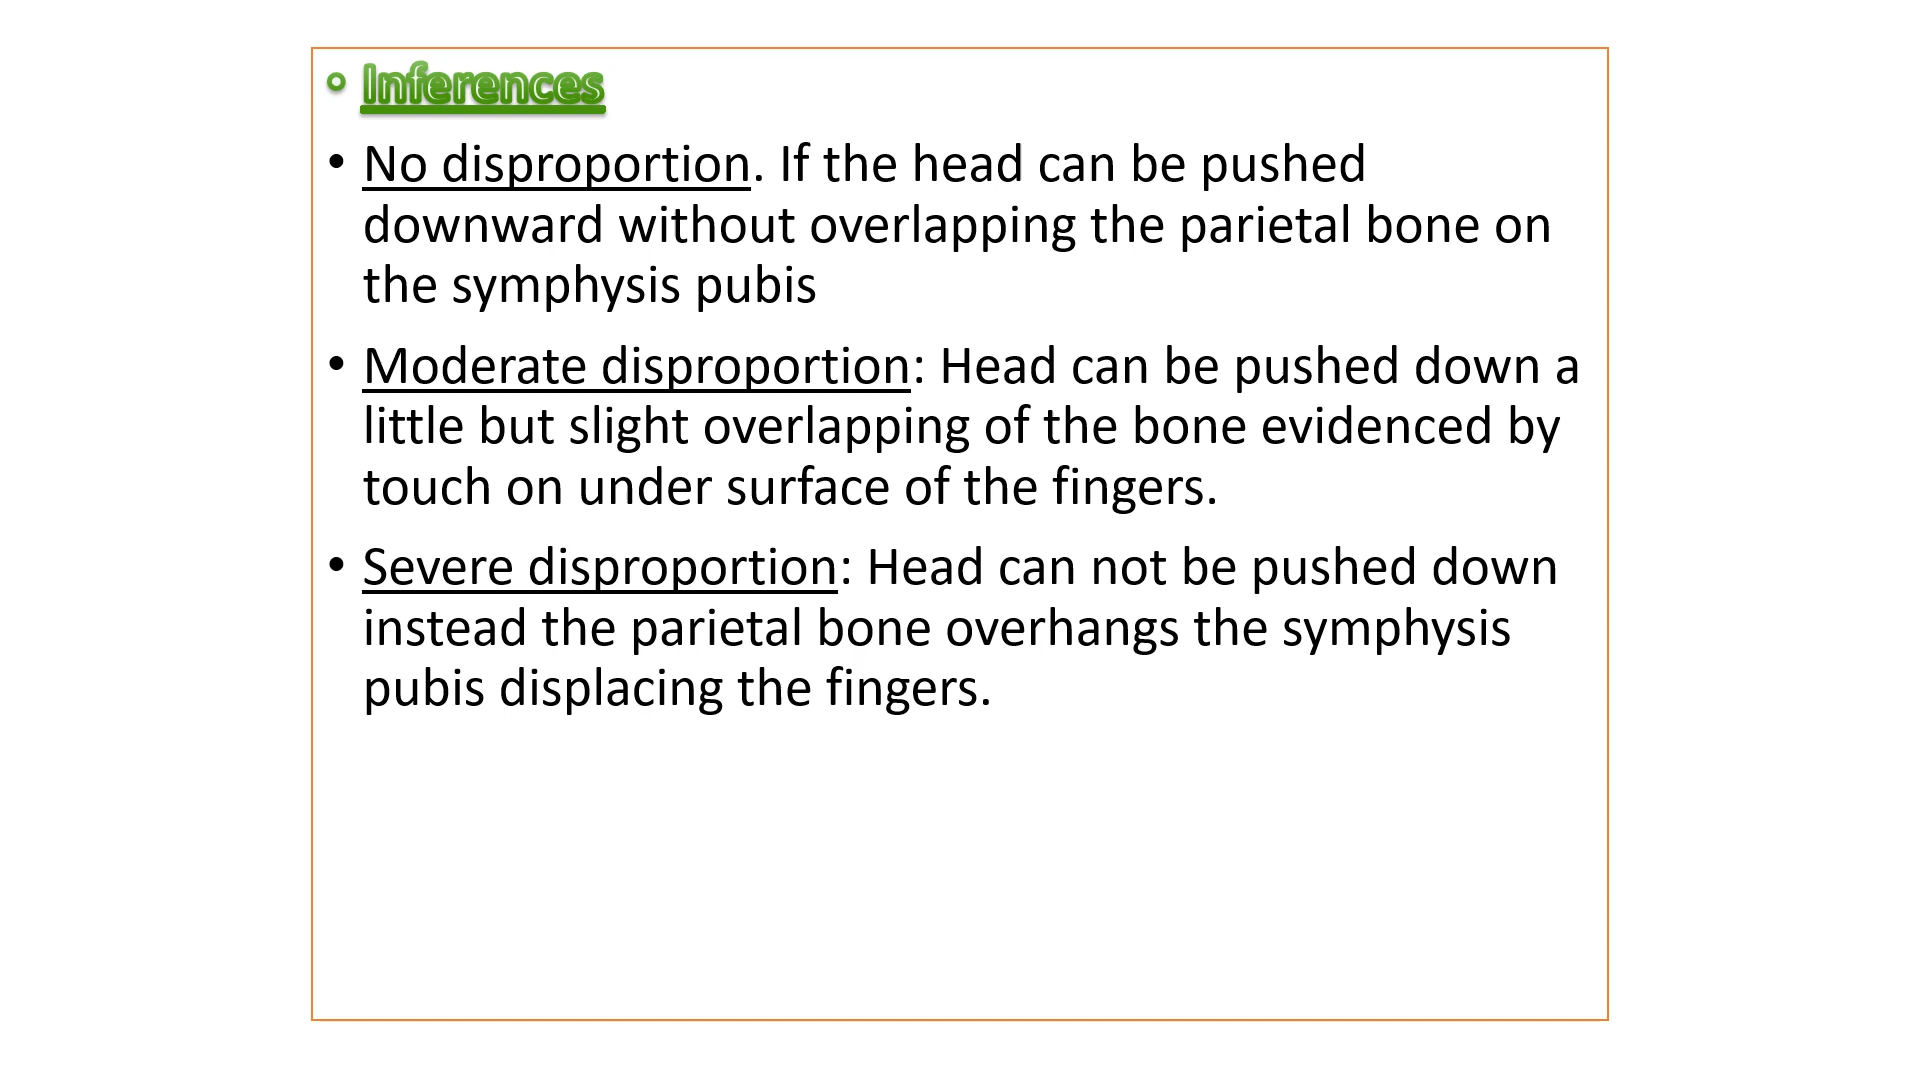 • Inferences
• No disproportion. If the head can be pushed
downward without overlapping the parietal bone on
the symphysis pubis
• Moderate disproportion: Head can be pushed down a
little but slight overlapping of the bone evidenced by
touch on under surface of the fingers.
• Severe disproportion: Head can not be pushed down
instead the parietal bone overhangs the symphysis
pubis displacing the fingers.